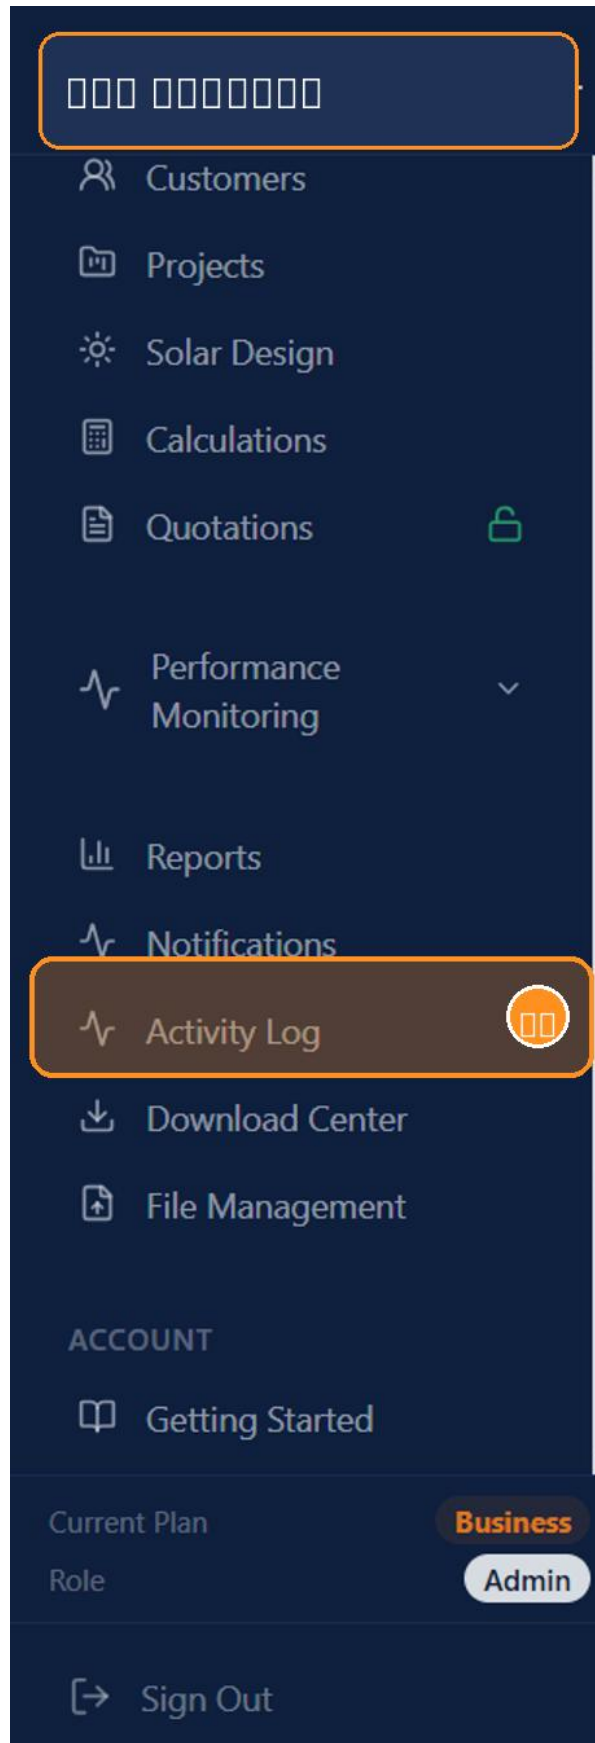 Customers
Projects
Solar Design
Calculations
Quotations
Performance
Monitoring
Reports
Notifications
Activity Log
Download Center
File Management
ACCOUNT
Getting Started
Current Plan Business
Role Admin
Sign Out